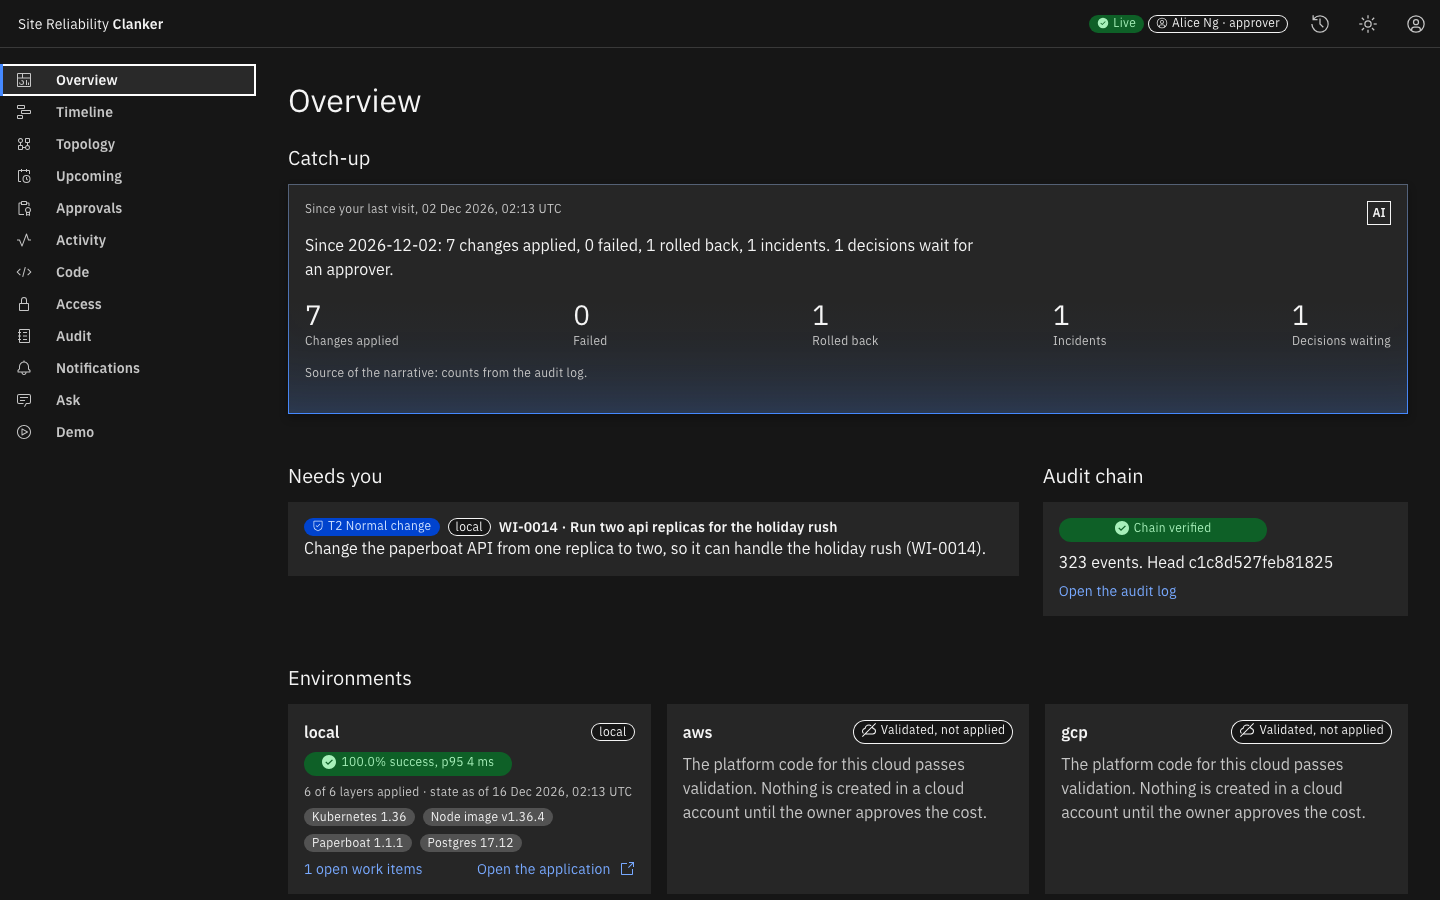 Site Reliability Clanker
Live
Alice Ng · approver
Overview
Timeline
Topology
Upcoming
Approvals
Activity
Code
Access
Audit
Notifications
Ask
Demo
Overview
Catch-up
Since your last visit, 02 Dec 2026, 02:13 UTC
AI
Since 2026-12-02: 7 changes applied, 0 failed, 1 rolled back, 1 incidents. 1 decisions wait for
an approver.
7
Changes applied
0
Failed
1
Rolled back
1
Incidents
1
Decisions waiting
Source of the narrative: counts from the audit log.
Needs you
T2 Normal change local WI-0014 · Run two api replicas for the holiday rush
Change the paperboat API from one replica to two, so it can handle the holiday rush (WI-0014).
Audit chain
Chain verified
323 events. Head c1c8d527feb81825
Open the audit log
Environments
local local
100.0% success, p95 4 ms
6 of 6 layers applied · state as of 16 Dec 2026, 02:13 UTC
Kubernetes 1.36 Node image v1.36.4
Paperboat 1.1.1 Postgres 17.12
1 open work items Open the application
aws Validated, not applied
The platform code for this cloud passes
validation. Nothing is created in a cloud
account until the owner approves the cost.
gcp Validated, not applied
The platform code for this cloud passes
validation. Nothing is created in a cloud
account until the owner approves the cost.